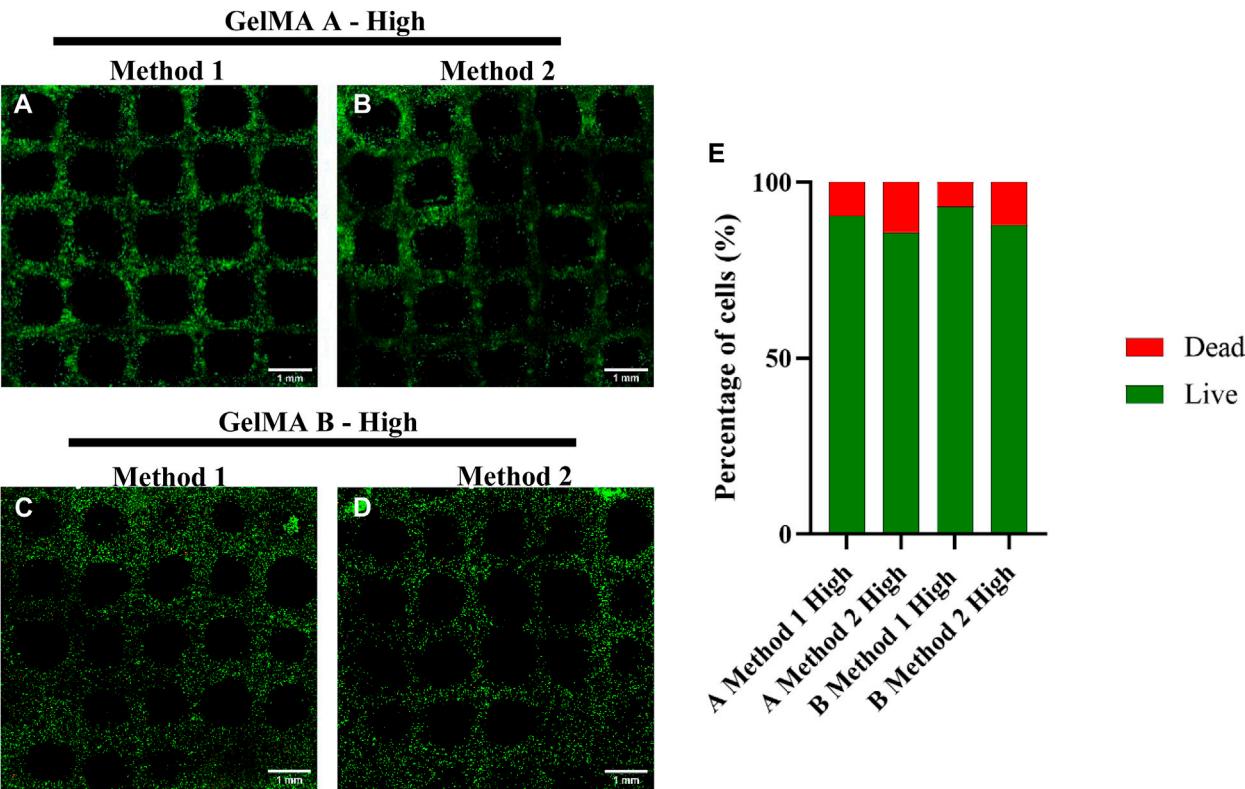 GelMA A - High
Method 1
Method 2
A
B
1 mm
1 mm
GelMA B - High
Method 1
Method 2
C
D
1 mm
1 mm
E
Percentage of cells (%)
100
50
0
A Method 1 High
A Method 2 High
B Method 1 High
B Method 2 High
Dead
Live